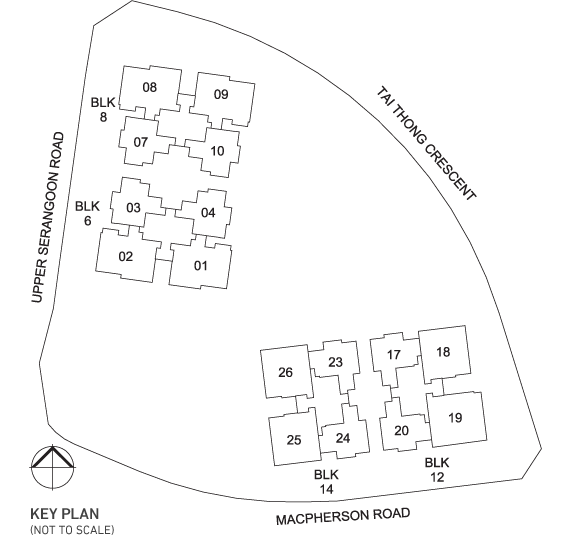 08
09
BLK
8
07
10
TAI THONG CRESCENT
UPPER SERANGOON ROAD
BLK
6
03
04
02
01
26
23
17
18
25
24
20
19
BLK
14
BLK
12
KEY PLAN
(NOT TO SCALE)
MACPHERSON ROAD